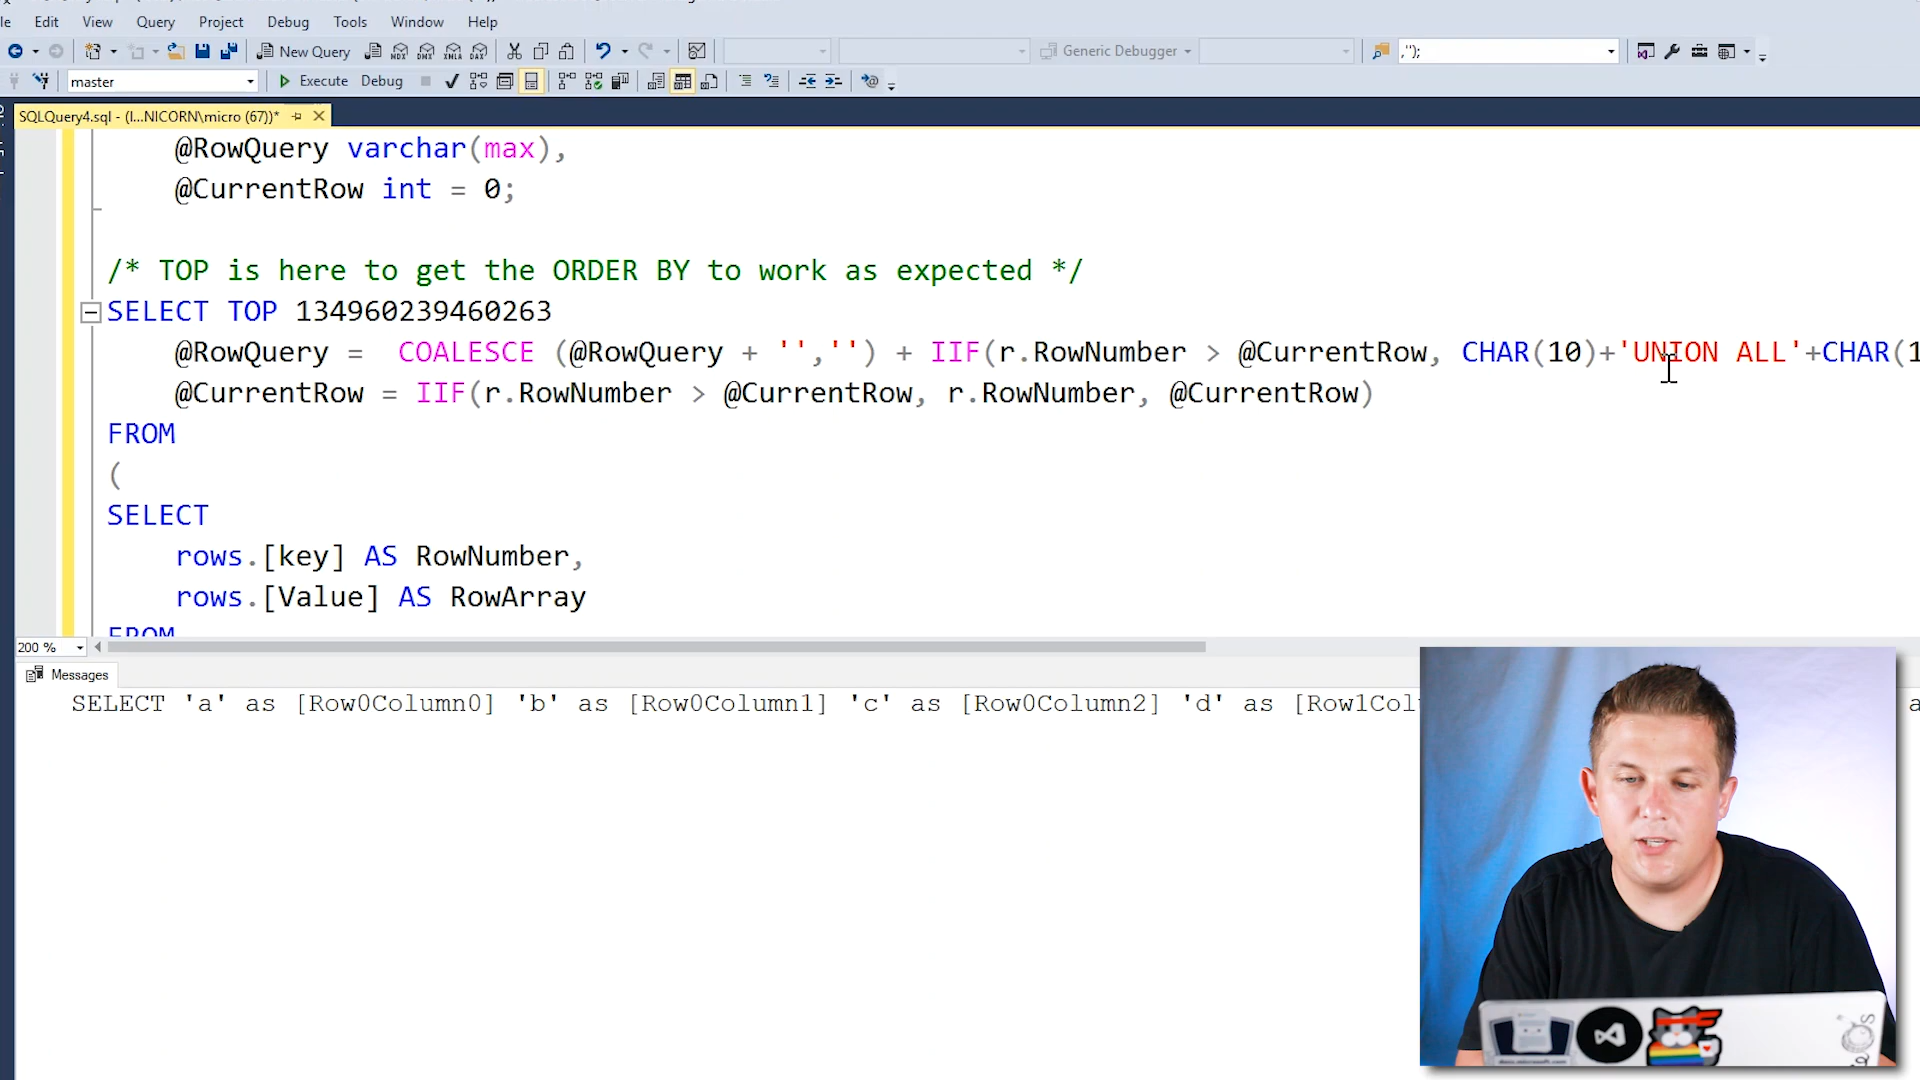 Edit View Query Project Debug Tools Window Help
New Query Generic Debugger ,'');
master Execute Debug
SQLQuery4.sql - (l...NICORN\micro (67))*
@RowQuery varchar(max),
@CurrentRow int = 0;
/* TOP is here to get the ORDER BY to work as expected */
SELECT TOP 134960239460263
@RowQuery = COALESCE (@RowQuery + '','') + IIF(r.RowNumber > @CurrentRow, CHAR(10)+'UNION ALL'+CHAR(1
@CurrentRow = IIF(r.RowNumber > @CurrentRow, r.RowNumber, @CurrentRow)
FROM
(
SELECT
rows.[key] AS RowNumber,
rows.[Value] AS RowArray
FROM
200 %
Messages
SELECT 'a' as [Row0Column0] 'b' as [Row0Column1] 'c' as [Row0Column2] 'd' as [Row1Col